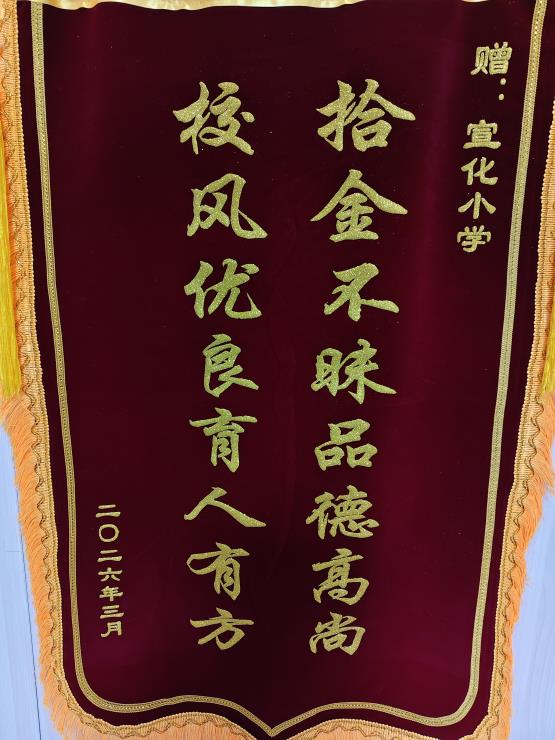 赠：宣化小学
拾金不昧品德高尚
校风优良育人有方
二〇二六年三月